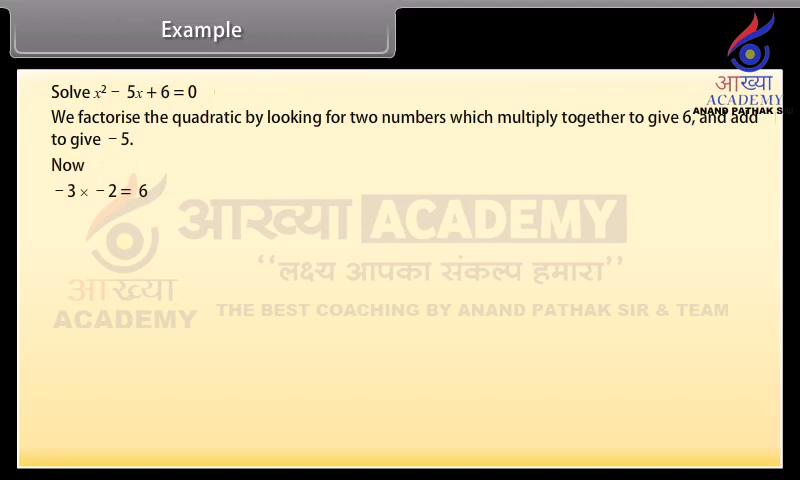 Example
आख्या
ACADEMY
ANAND PATHAK SIR
Solve x² − 5x + 6 = 0
We factorise the quadratic by looking for two numbers which multiply together to give 6, and add
to give − 5.
Now
− 3 × − 2 = 6
आख्या ACADEMY
‘‘लक्ष्य आपका संकल्प हमारा’’
आख्या
ACADEMY
THE BEST COACHING BY ANAND PATHAK SIR & TEAM